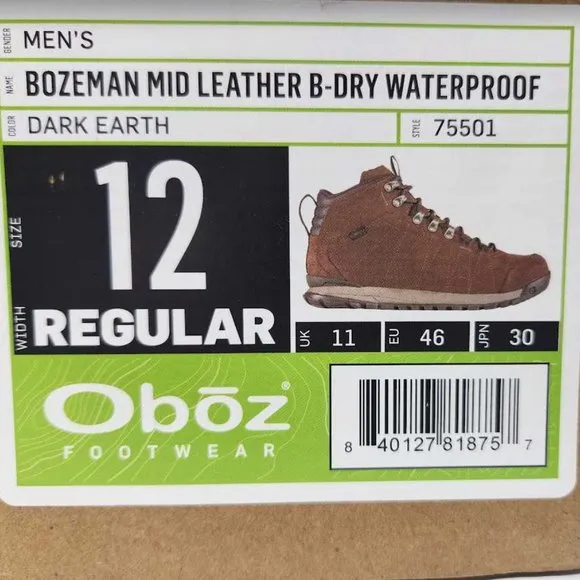 GENDER MEN'S
NAME BOZEMAN MID LEATHER B-DRY WATERPROOF
COLOR DARK EARTH STYLE 75501
SIZE 12
WIDTH REGULAR
UK 11 EU 46 JPN 30
Obōz®
FOOTWEAR
8 40127 81875 7